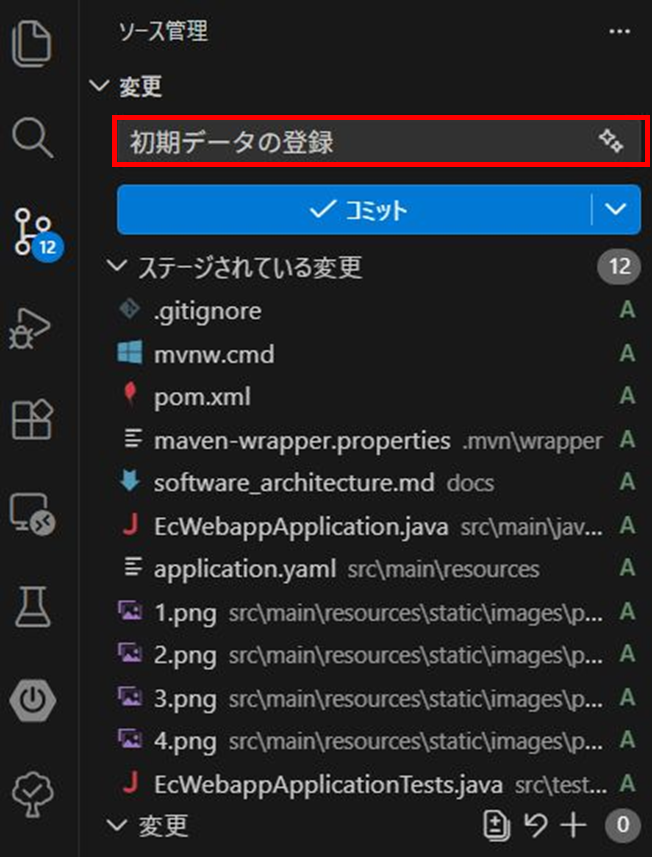 ソース管理
変更
初期データの登録
コミット
12
ステージされている変更 12
.gitignore A
mvnw.cmd A
pom.xml A
maven-wrapper.properties .mvn\wrapper A
software_architecture.md docs A
EcWebappApplication.java src\main\jav... A
application.yaml src\main\resources A
1.png src\main\resources\static\images\p... A
2.png src\main\resources\static\images\p... A
3.png src\main\resources\static\images\p... A
4.png src\main\resources\static\images\p... A
EcWebappApplicationTests.java src\test... A
変更 0